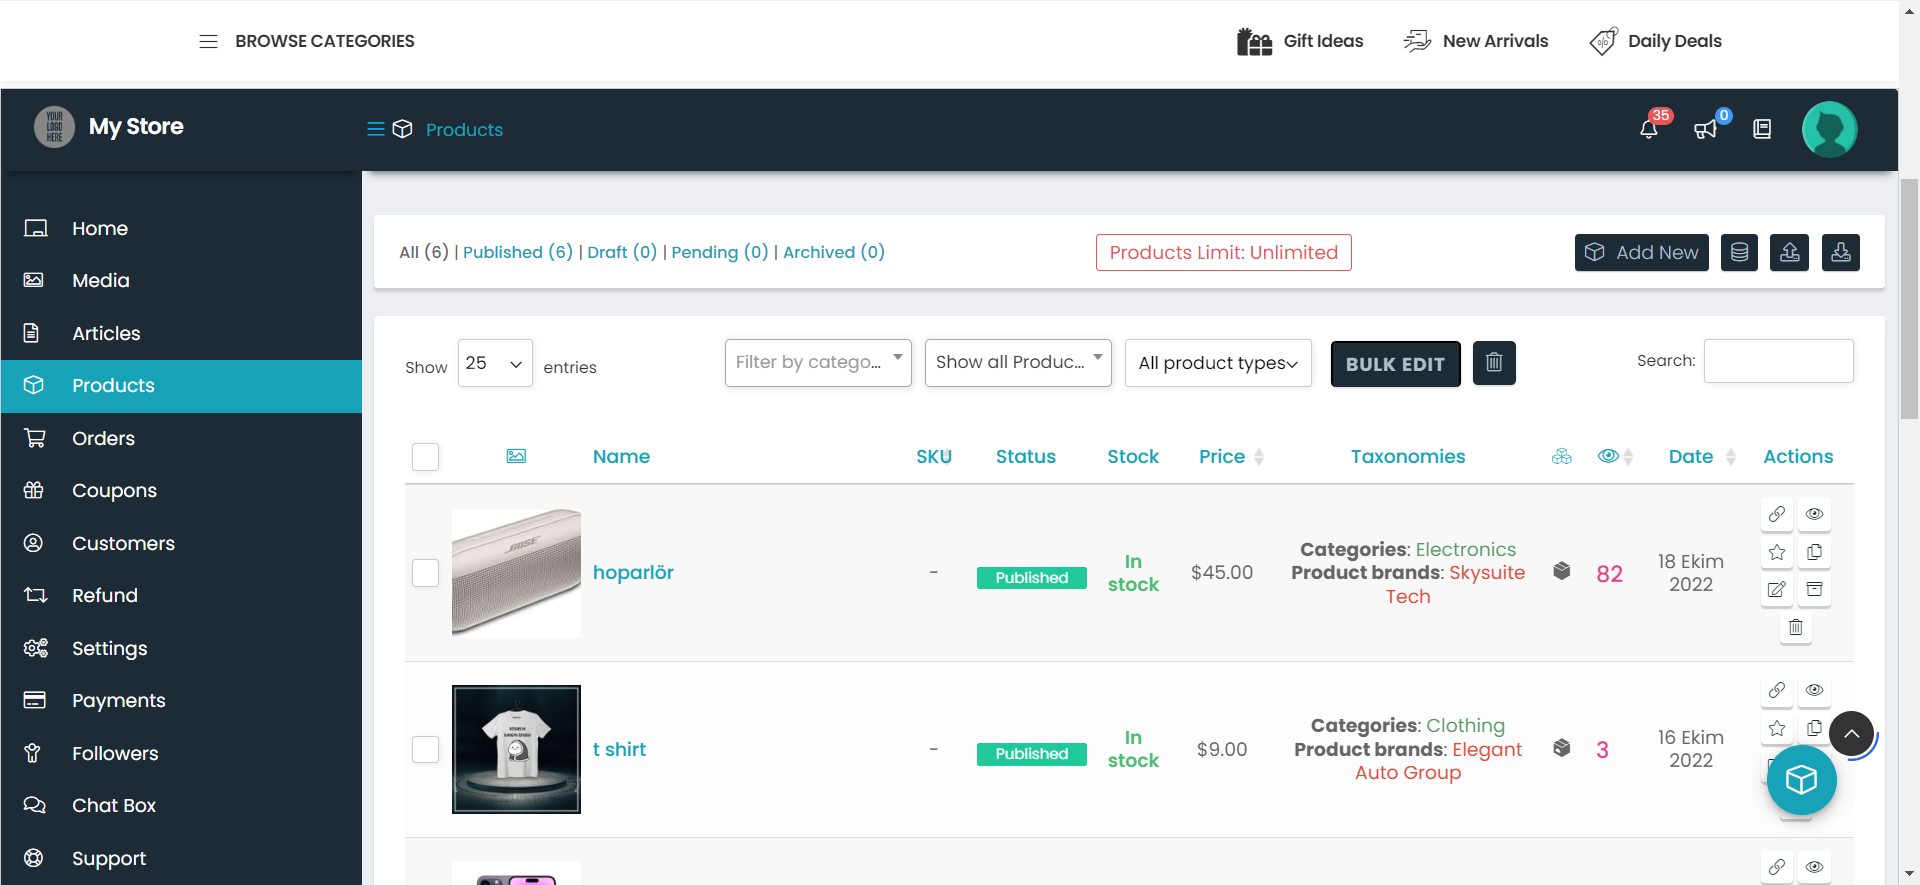 BROWSE CATEGORIES
Gift Ideas
New Arrivals
Daily Deals
YOUR
LOGO
HERE
My Store
Products
35
0
Home
Media
Articles
Products
Orders
Coupons
Customers
Refund
Settings
Payments
Followers
Chat Box
Support
All (6) | Published (6) | Draft (0) | Pending (0) | Archived (0)
Products Limit: Unlimited
Add New
Show 25 entries
Filter by catego...
Show all Produc...
All product types
BULK EDIT
Search:
Name SKU Status Stock Price Taxonomies Date Actions
BOSE
hoparlör
-
Published
In
stock
$45.00
Categories: Electronics
Product brands: Skysuite
Tech
82
18 Ekim
2022
t shirt
-
Published
In
stock
$9.00
Categories: Clothing
Product brands: Elegant
Auto Group
3
16 Ekim
2022